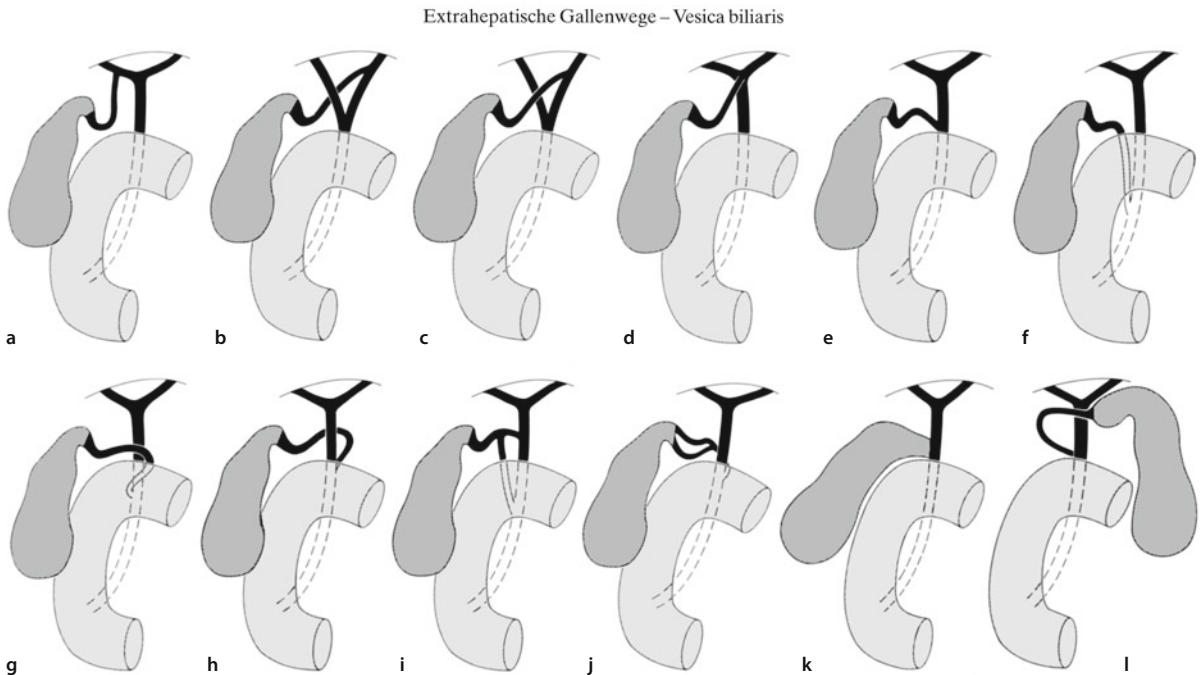 Extrahepatische Gallenwege – Vesica biliaris
a b c d e f
g h i j k l